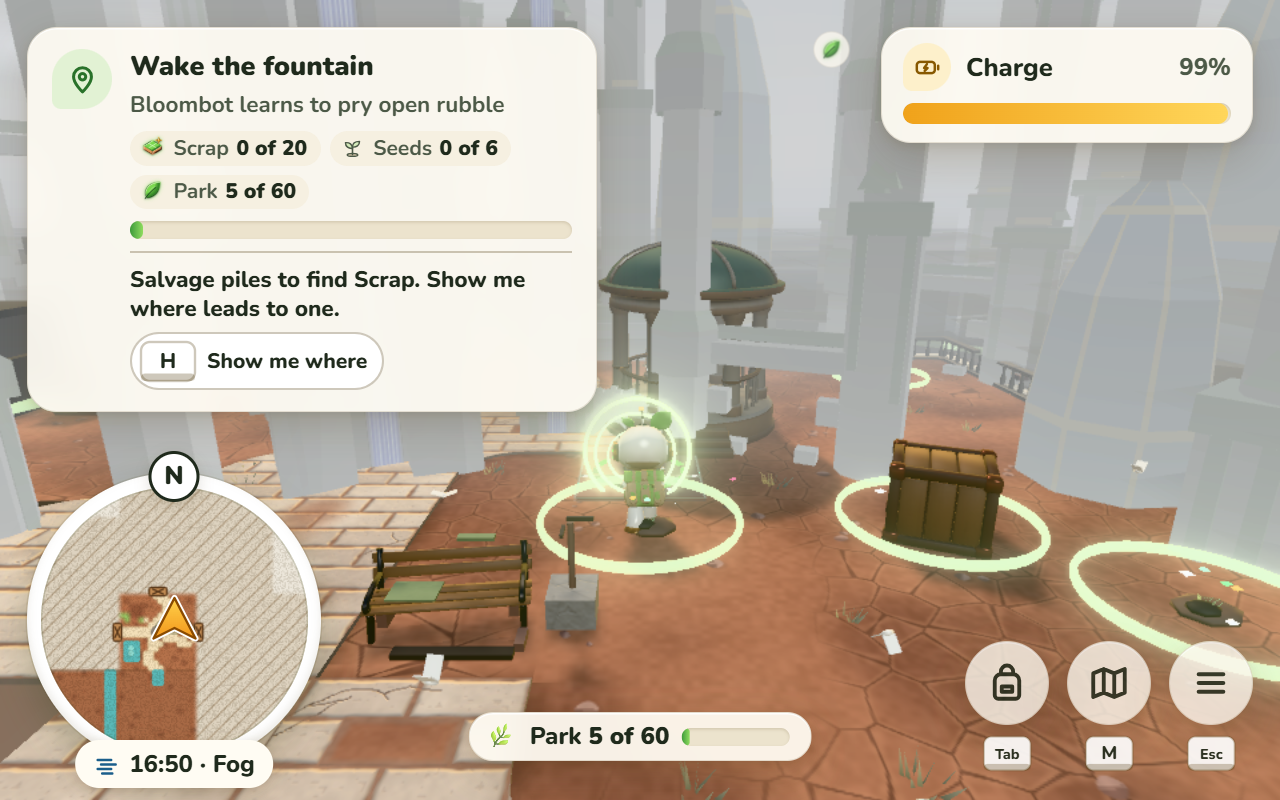 Wake the fountain
Bloombot learns to pry open rubble
Scrap 0 of 20
Seeds 0 of 6
Park 5 of 60
Salvage piles to find Scrap. Show me
where leads to one.
H Show me where
Charge 99%
N
16:50 · Fog
Park 5 of 60
Tab
M
Esc